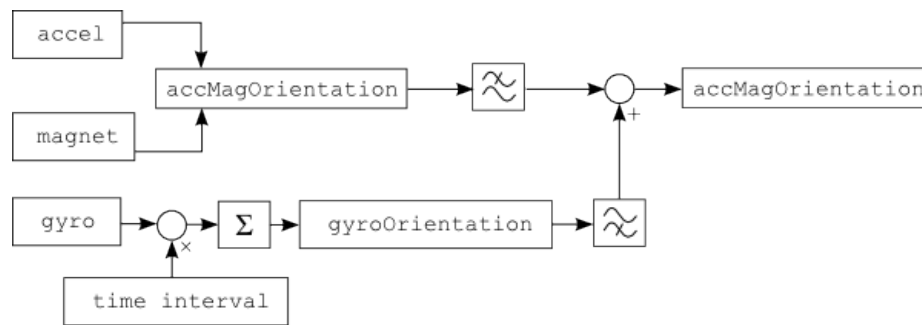 accel
accMagOrientation
accMagOrientation
magnet
+
gyro
×
Σ
gyroOrientation
time interval